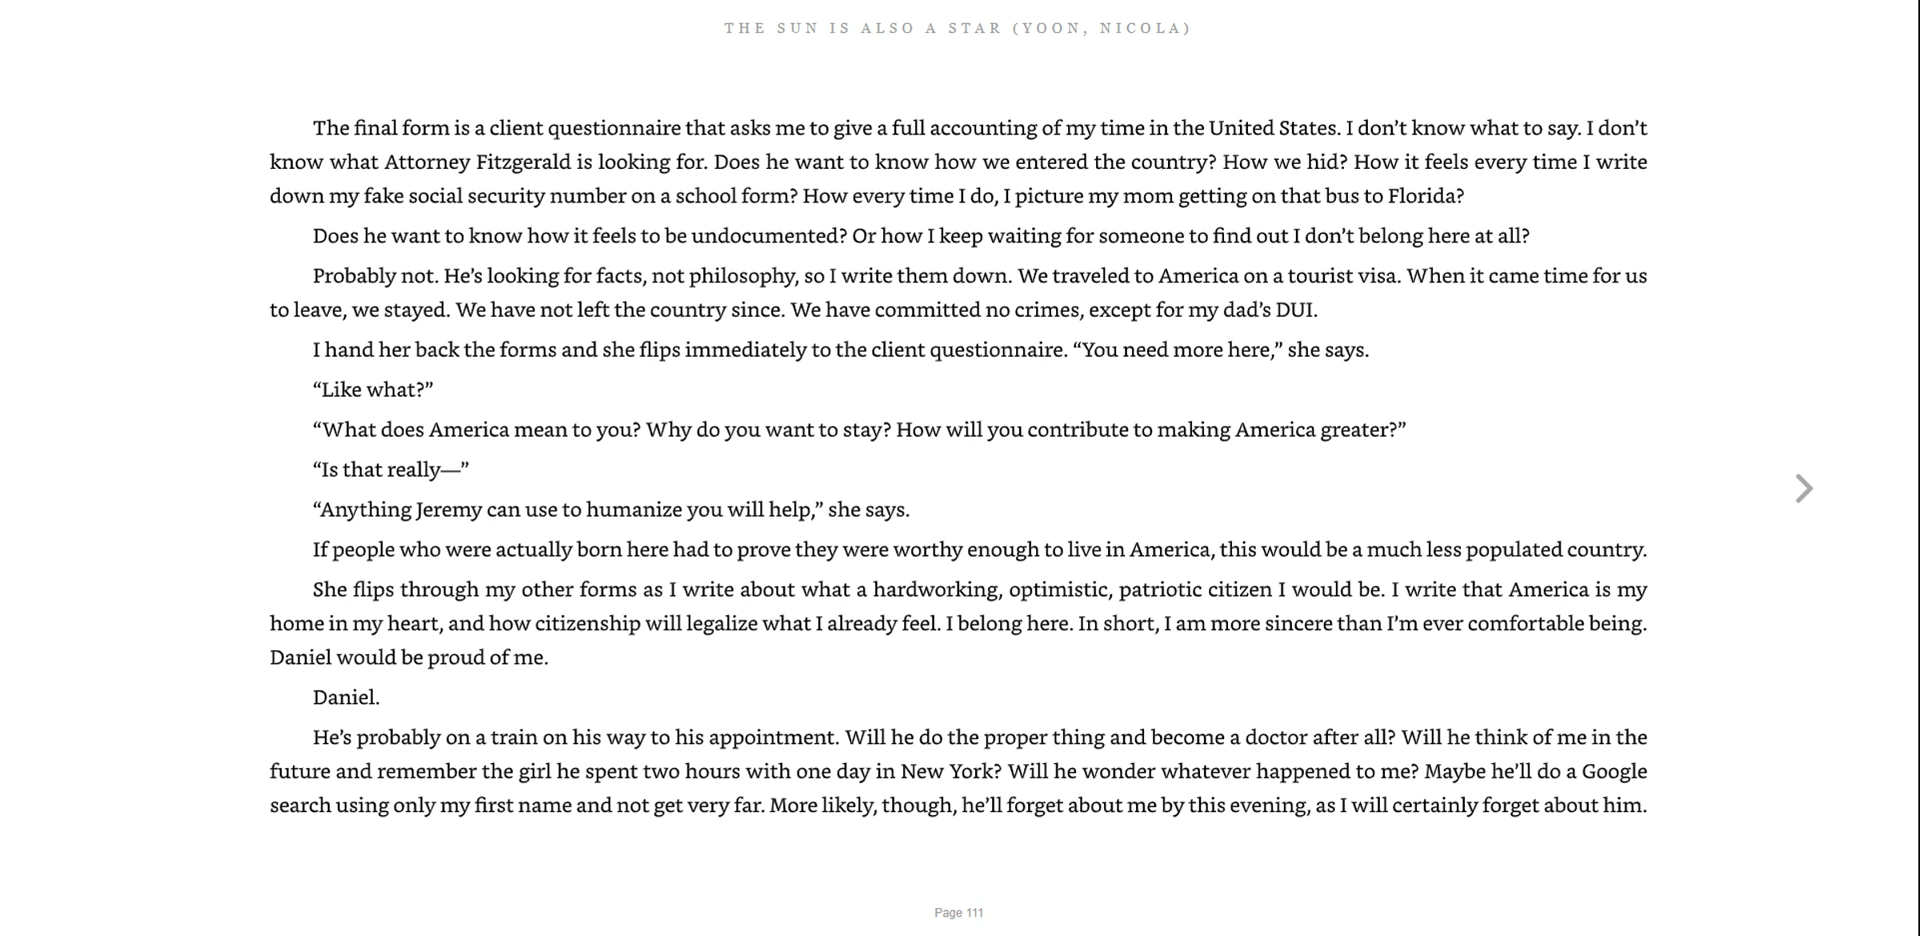 THE SUN IS ALSO A STAR (YOON, NICOLA)
The final form is a client questionnaire that asks me to give a full accounting of my time in the United States. I don’t know what to say. I don’t
know what Attorney Fitzgerald is looking for. Does he want to know how we entered the country? How we hid? How it feels every time I write
down my fake social security number on a school form? How every time I do, I picture my mom getting on that bus to Florida?
Does he want to know how it feels to be undocumented? Or how I keep waiting for someone to find out I don’t belong here at all?
Probably not. He’s looking for facts, not philosophy, so I write them down. We traveled to America on a tourist visa. When it came time for us
to leave, we stayed. We have not left the country since. We have committed no crimes, except for my dad’s DUI.
I hand her back the forms and she flips immediately to the client questionnaire. “You need more here,” she says.
“Like what?”
“What does America mean to you? Why do you want to stay? How will you contribute to making America greater?”
“Is that really—”
“Anything Jeremy can use to humanize you will help,” she says.
If people who were actually born here had to prove they were worthy enough to live in America, this would be a much less populated country.
She flips through my other forms as I write about what a hardworking, optimistic, patriotic citizen I would be. I write that America is my
home in my heart, and how citizenship will legalize what I already feel. I belong here. In short, I am more sincere than I’m ever comfortable being.
Daniel would be proud of me.
Daniel.
He’s probably on a train on his way to his appointment. Will he do the proper thing and become a doctor after all? Will he think of me in the
future and remember the girl he spent two hours with one day in New York? Will he wonder whatever happened to me? Maybe he’ll do a Google
search using only my first name and not get very far. More likely, though, he’ll forget about me by this evening, as I will certainly forget about him.
Page 111